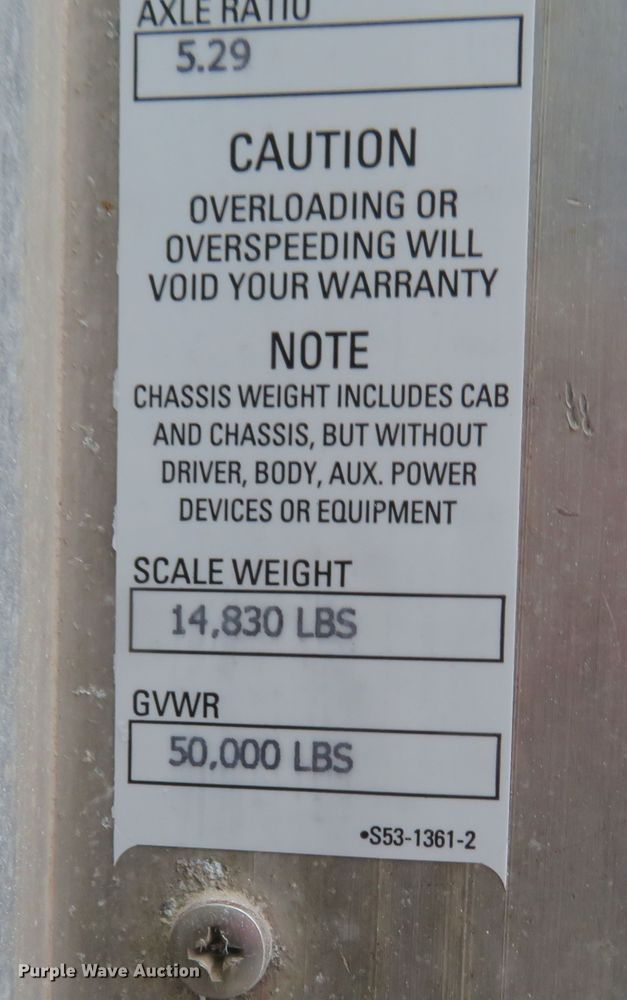 AXLE RATIO
5.29
CAUTION
OVERLOADING OR
OVERSPEEDING WILL
VOID YOUR WARRANTY
NOTE
CHASSIS WEIGHT INCLUDES CAB
AND CHASSIS, BUT WITHOUT
DRIVER, BODY, AUX. POWER
DEVICES OR EQUIPMENT
SCALE WEIGHT
14,830 LBS
GVWR
50,000 LBS
•S53-1361-2
Purple Wave Auction